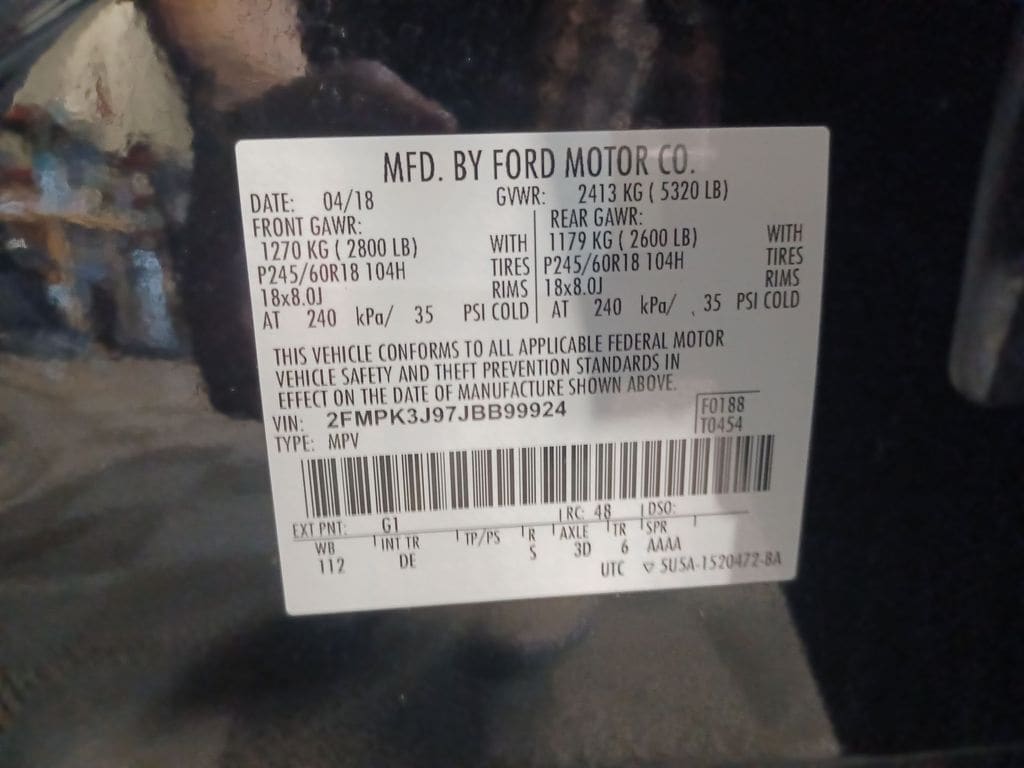 MFD. BY FORD MOTOR CO.
DATE: 04/18 GVWR: 2413 KG ( 5320 LB)
FRONT GAWR: REAR GAWR:
1270 KG ( 2800 LB) WITH 1179 KG ( 2600 LB) WITH
P245/60R18 104H TIRES P245/60R18 104H TIRES
18x8.0J RIMS 18x8.0J RIMS
AT 240 kPa/ 35 PSI COLD AT 240 kPa/ 35 PSI COLD
THIS VEHICLE CONFORMS TO ALL APPLICABLE FEDERAL MOTOR
VEHICLE SAFETY AND THEFT PREVENTION STANDARDS IN
EFFECT ON THE DATE OF MANUFACTURE SHOWN ABOVE.
VIN: 2FMPK3J97JBB99924 F0188
TYPE: MPV T0454
EXT PNT: G1 RC: 48 DSO:
WB INT TR TP/PS R AXLE TR SPR
112 DE S 3D 6 AAAA
UTC ▽ 5U5A-1520472-BA